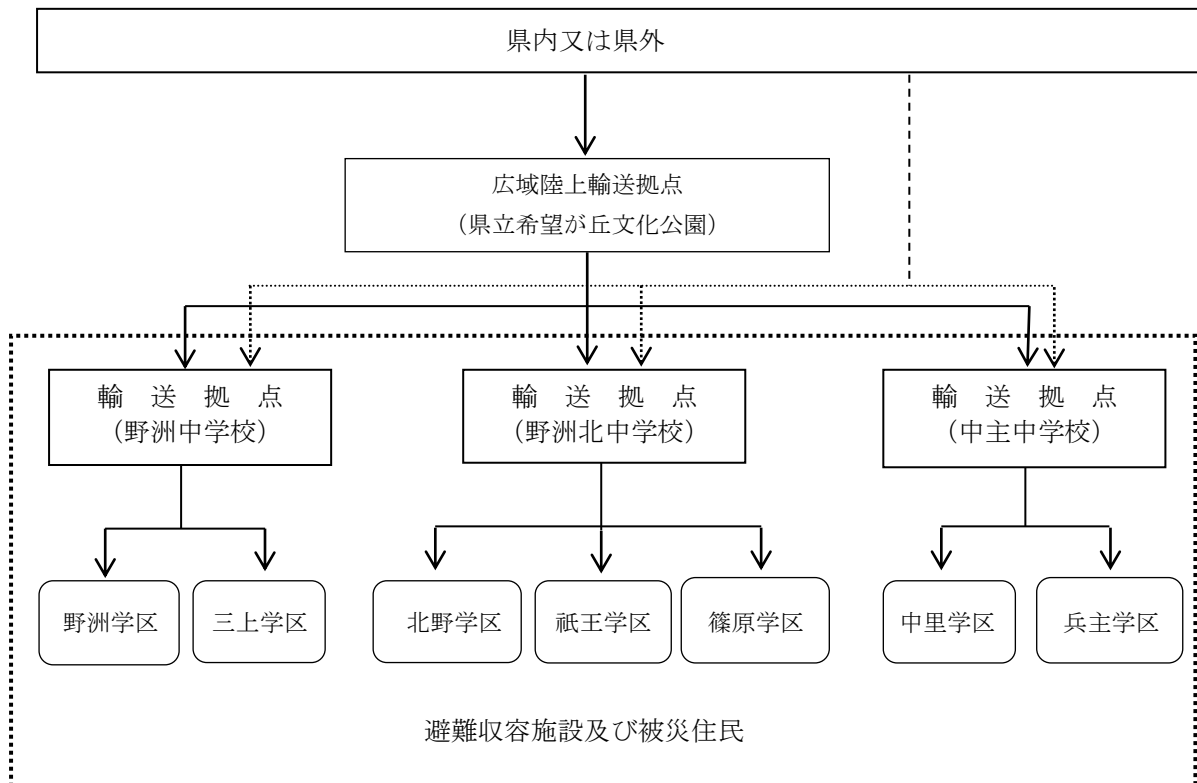 県内又は県外
広域陸上輸送拠点
（県立希望が丘文化公園）
輸　送　拠　点
（野洲中学校）
輸　送　拠　点
（野洲北中学校）
輸　送　拠　点
（中主中学校）
野洲学区
三上学区
北野学区
祇王学区
篠原学区
中里学区
兵主学区
避難収容施設及び被災住民